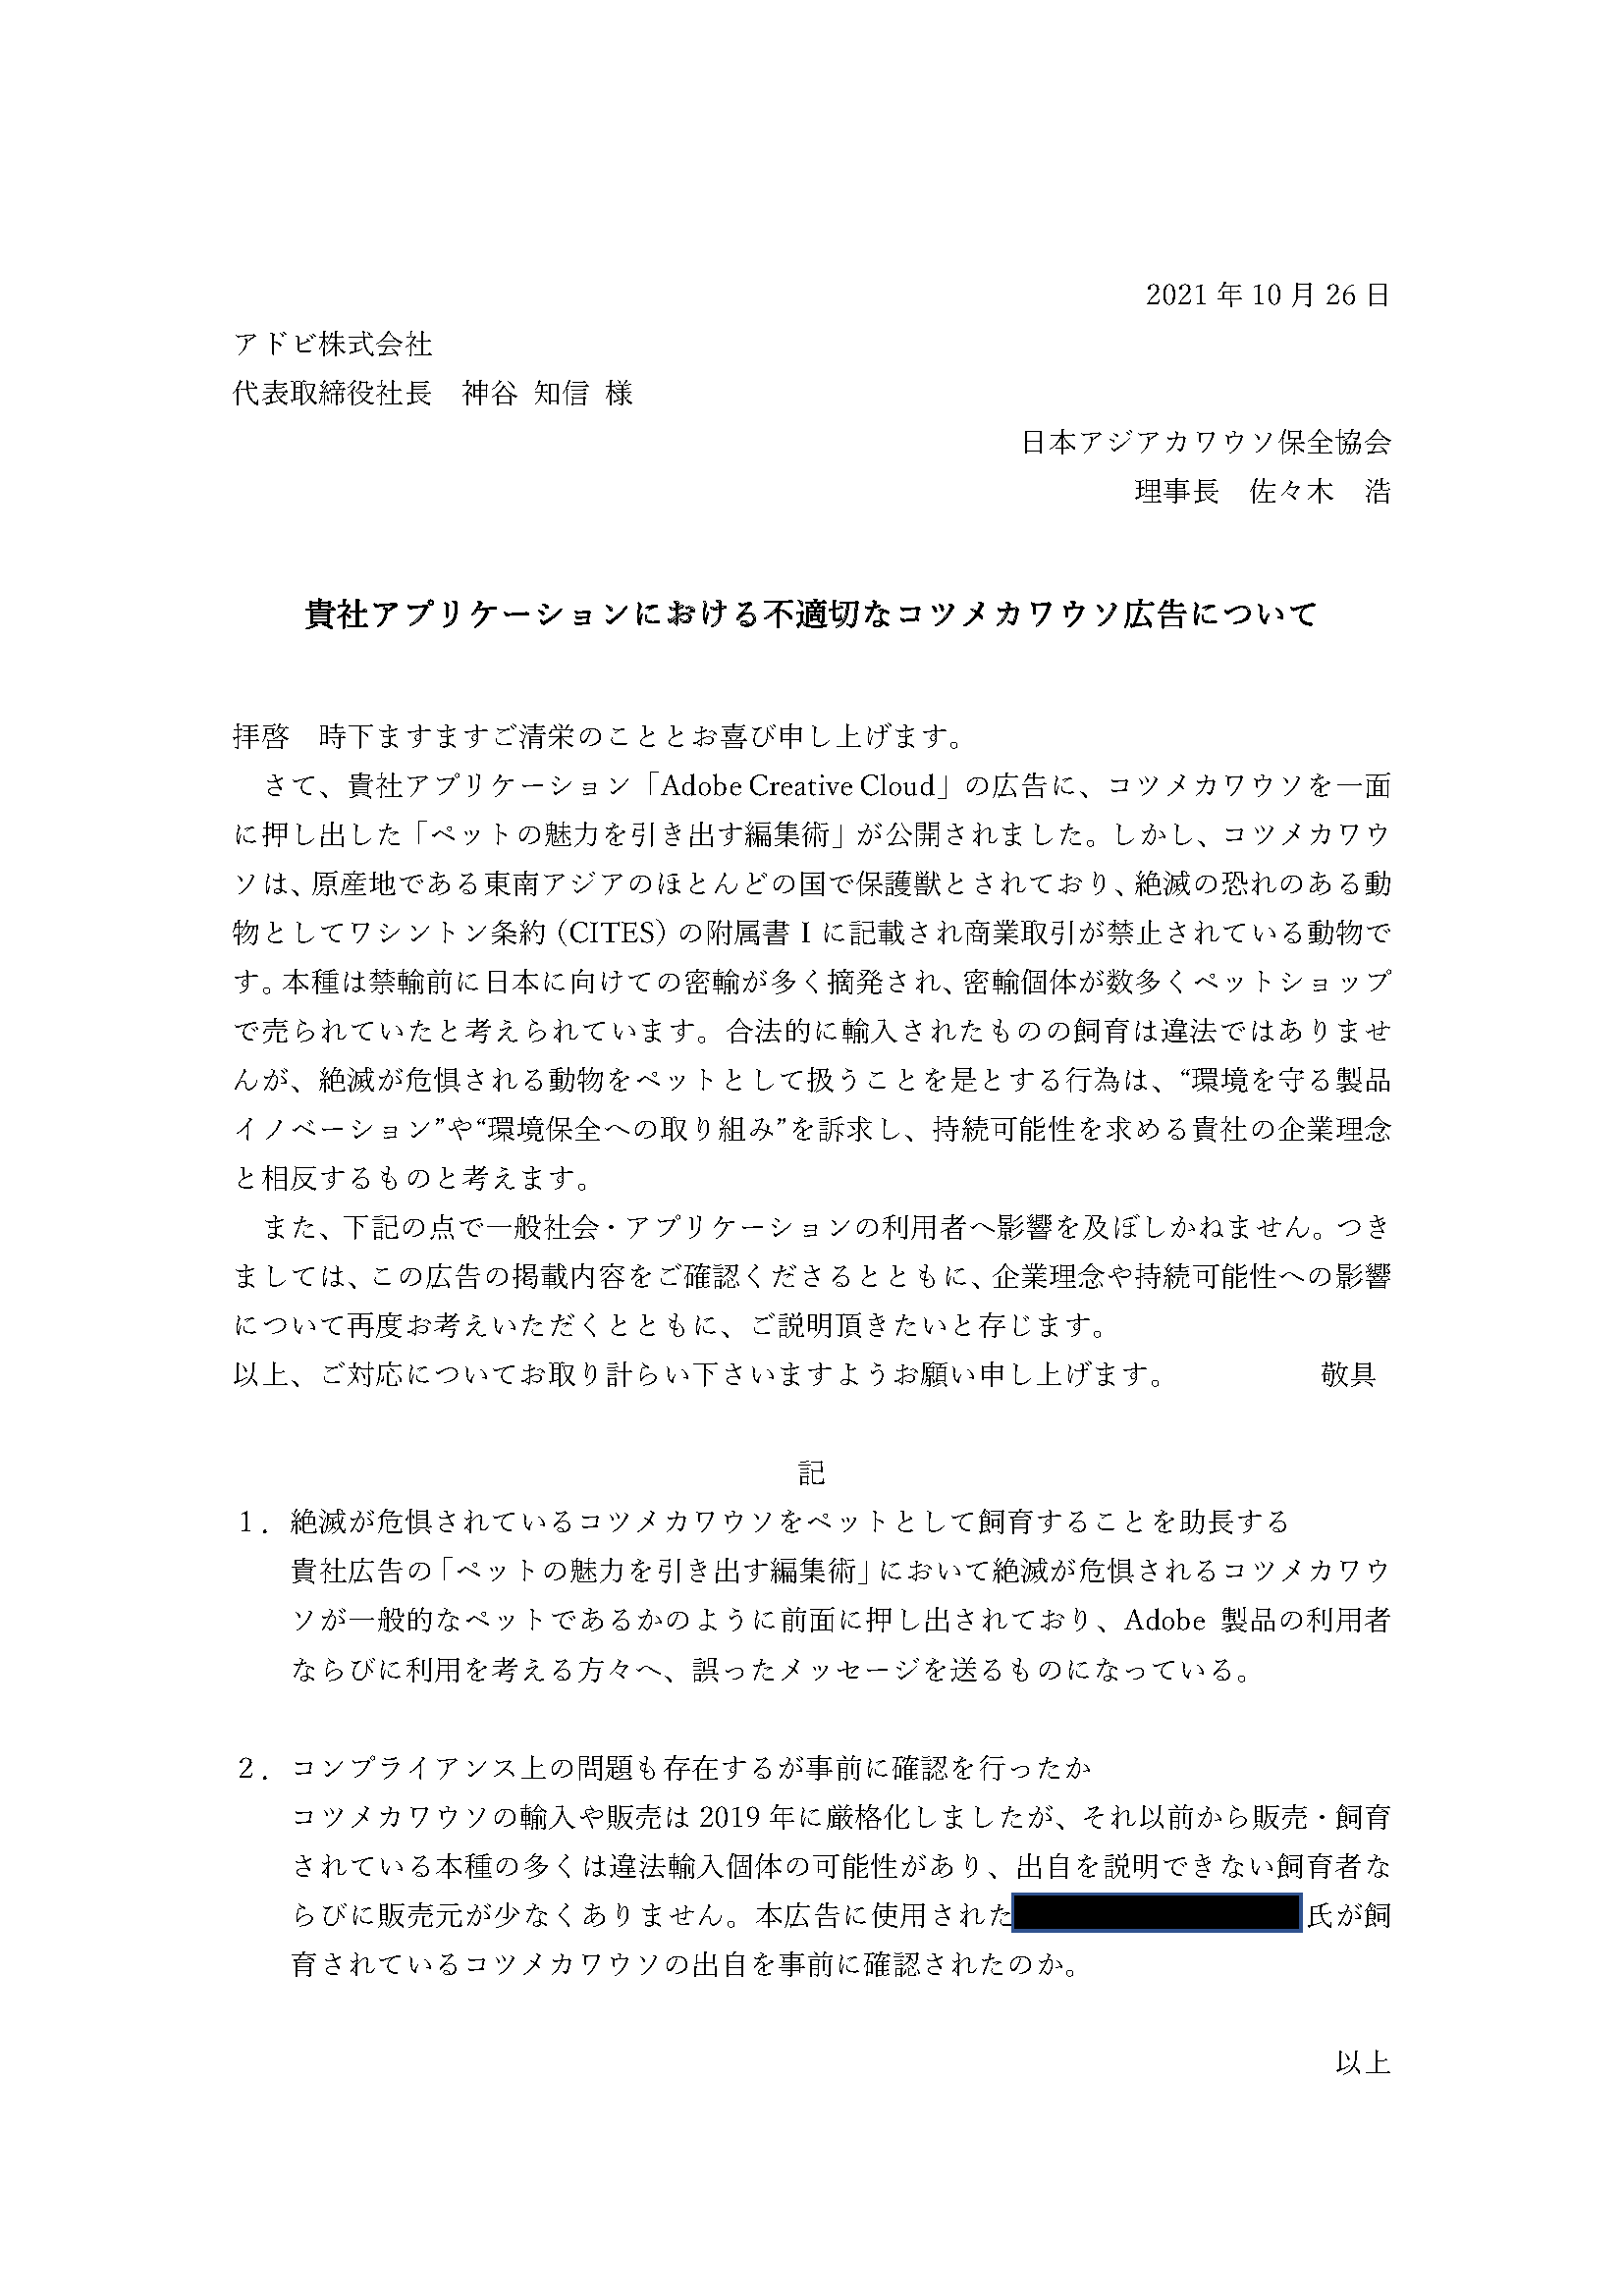 2021 年 10 月 26 日
アドビ株式会社
代表取締役社長　神谷 知信 様
日本アジアカワウソ保全協会
理事長　佐々木　浩
貴社アプリケーションにおける不適切なコツメカワウソ広告について
拝啓　時下ますますご清栄のこととお喜び申し上げます。
さて、貴社アプリケーション「Adobe Creative Cloud」の広告に、コツメカワウソを一面
に押し出した「ペットの魅力を引き出す編集術」が公開されました。しかし、コツメカワウ
ソは、原産地である東南アジアのほとんどの国で保護獣とされており、絶滅の恐れのある動
物としてワシントン条約（CITES）の附属書 I に記載され商業取引が禁止されている動物で
す。本種は禁輸前に日本に向けての密輸が多く摘発され、密輸個体が数多くペットショップ
で売られていたと考えられています。合法的に輸入されたものの飼育は違法ではありませ
んが、絶滅が危惧される動物をペットとして扱うことを是とする行為は、“環境を守る製品
イノベーション”や“環境保全への取り組み”を訴求し、持続可能性を求める貴社の企業理念
と相反するものと考えます。
また、下記の点で一般社会・アプリケーションの利用者へ影響を及ぼしかねません。つき
ましては、この広告の掲載内容をご確認くださるとともに、企業理念や持続可能性への影響
について再度お考えいただくとともに、ご説明頂きたいと存じます。
以上、ご対応についてお取り計らい下さいますようお願い申し上げます。　敬具
記
１．絶滅が危惧されているコツメカワウソをペットとして飼育することを助長する
貴社広告の「ペットの魅力を引き出す編集術」において絶滅が危惧されるコツメカワウ
ソが一般的なペットであるかのように前面に押し出されており、Adobe 製品の利用者
ならびに利用を考える方々へ、誤ったメッセージを送るものになっている。
２．コンプライアンス上の問題も存在するが事前に確認を行ったか
コツメカワウソの輸入や販売は 2019 年に厳格化しましたが、それ以前から販売・飼育
されている本種の多くは違法輸入個体の可能性があり、出自を説明できない飼育者な
らびに販売元が少なくありません。本広告に使用された 氏が飼
育されているコツメカワウソの出自を事前に確認されたのか。
以上